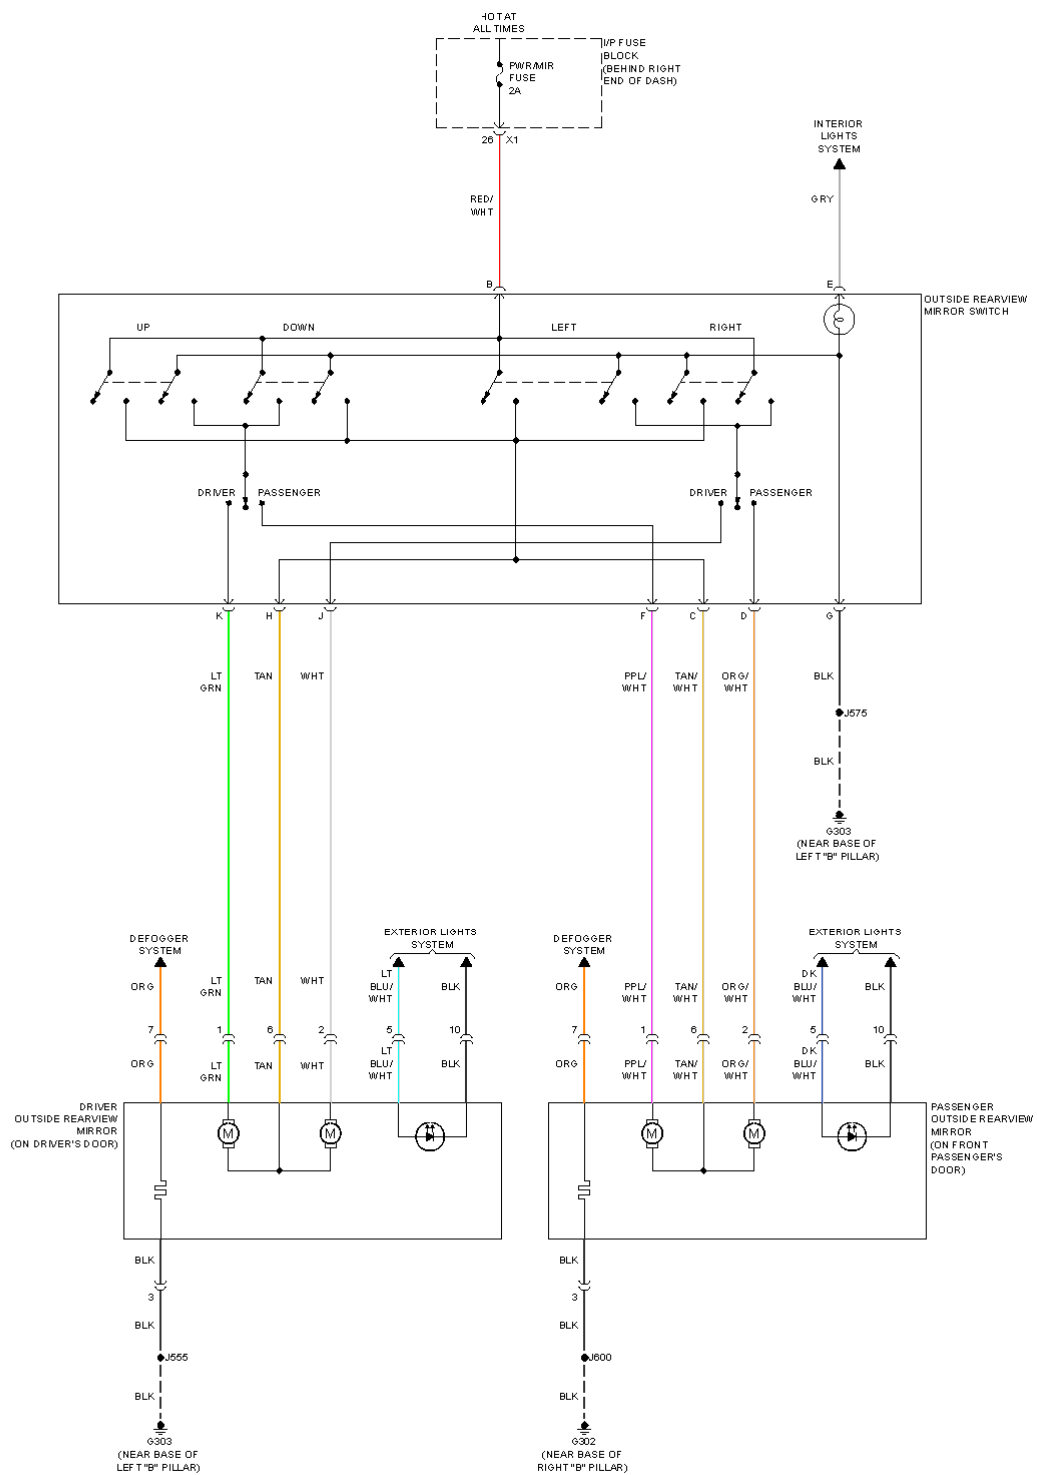 HOT AT
ALL TIMES
I/P FUSE
BLOCK
(BEHIND RIGHT
END OF DASH)
PWR/MIR
FUSE
2A
26 X1
INTERIOR
LIGHTS
SYSTEM
RED/
WHT
GRY
B
E
OUTSIDE REARVIEW
MIRROR SWITCH
UP
DOWN
LEFT
RIGHT
DRIVER
PASSENGER
DRIVER
PASSENGER
K
H
J
F
C
D
G
LT
GRN
TAN
WHT
PPL/
WHT
TAN/
WHT
ORG/
WHT
BLK
J575
BLK
G303
(NEAR BASE OF
LEFT "B" PILLAR)
DEFOGGER
SYSTEM
EXTERIOR LIGHTS
SYSTEM
DEFOGGER
SYSTEM
EXTERIOR LIGHTS
SYSTEM
ORG
LT
GRN
TAN
WHT
LT
BLU/
WHT
BLK
ORG
PPL/
WHT
TAN/
WHT
ORG/
WHT
DK
BLU/
WHT
BLK
7
1
6
2
5
10
7
1
6
2
5
10
ORG
LT
GRN
TAN
WHT
LT
BLU/
WHT
BLK
ORG
PPL/
WHT
TAN/
WHT
ORG/
WHT
DK
BLU/
WHT
BLK
DRIVER
OUTSIDE REARVIEW
MIRROR
(ON DRIVER'S DOOR)
M
M
M
M
PASSENGER
OUTSIDE REARVIEW
MIRROR
(ON FRONT
PASSENGER'S
DOOR)
BLK
3
BLK
J555
BLK
G303
(NEAR BASE OF
LEFT "B" PILLAR)
BLK
3
BLK
J600
BLK
G302
(NEAR BASE OF
RIGHT "B" PILLAR)